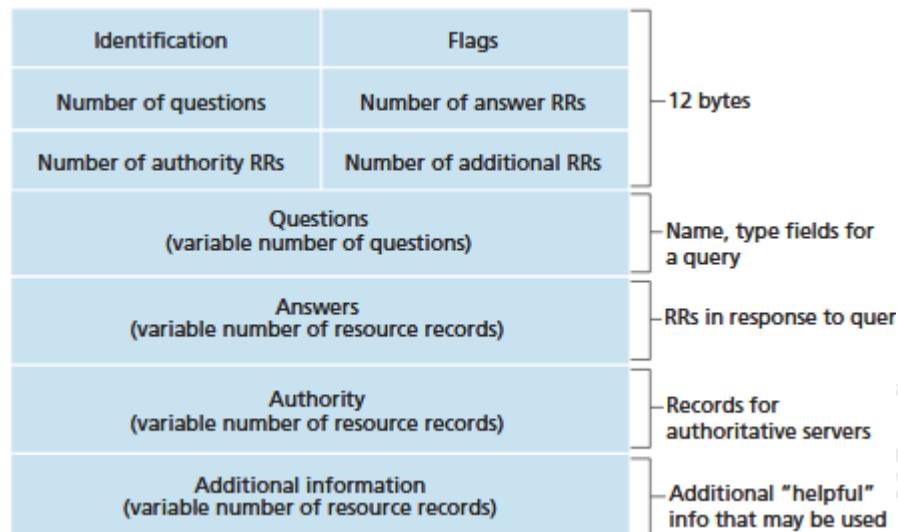 Identification
Flags
Number of questions
Number of answer RRs
12 bytes
Number of authority RRs
Number of additional RRs
Questions
(variable number of questions)
Name, type fields for
a query
Answers
(variable number of resource records)
RRs in response to quer
Authority
(variable number of resource records)
Records for
authoritative servers
Additional information
(variable number of resource records)
Additional “helpful”
info that may be used